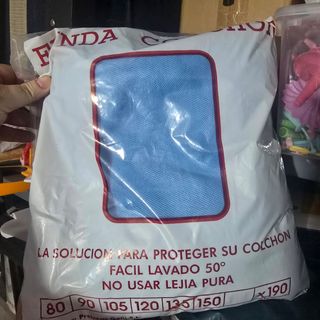 FUNDA COLCHON
LA SOLUCION PARA PROTEGER SU COLCHON
FACIL LAVADO 50°
NO USAR LEJIA PURA
80 90 105 120 135 150 x190